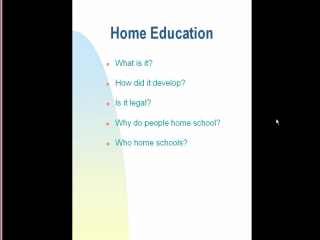 Home Education
What is it?
How did it develop?
Is it legal?
Why do people home school?
Who home schools?